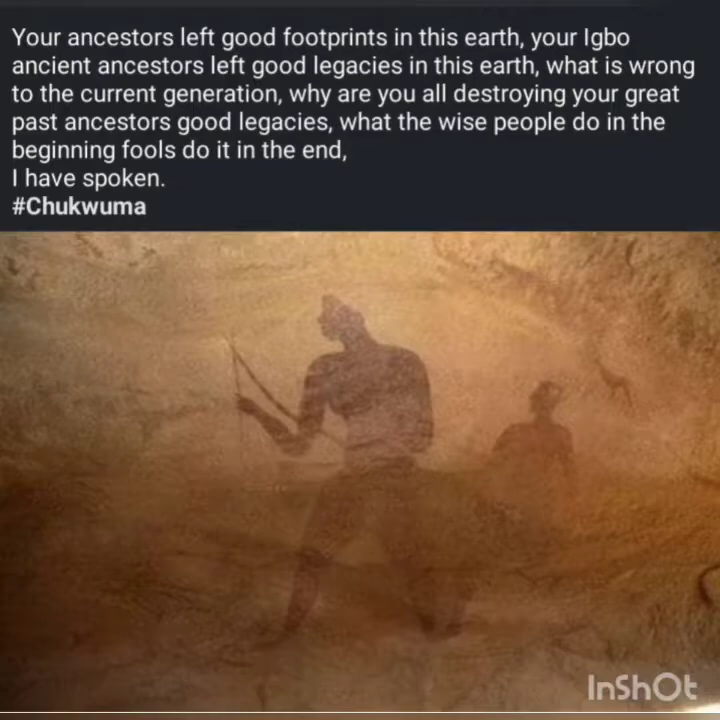 Your ancestors left good footprints in this earth, your Igbo
ancient ancestors left good legacies in this earth, what is wrong
to the current generation, why are you all destroying your great
past ancestors good legacies, what the wise people do in the
beginning fools do it in the end,
I have spoken.
#Chukwuma
InShOt